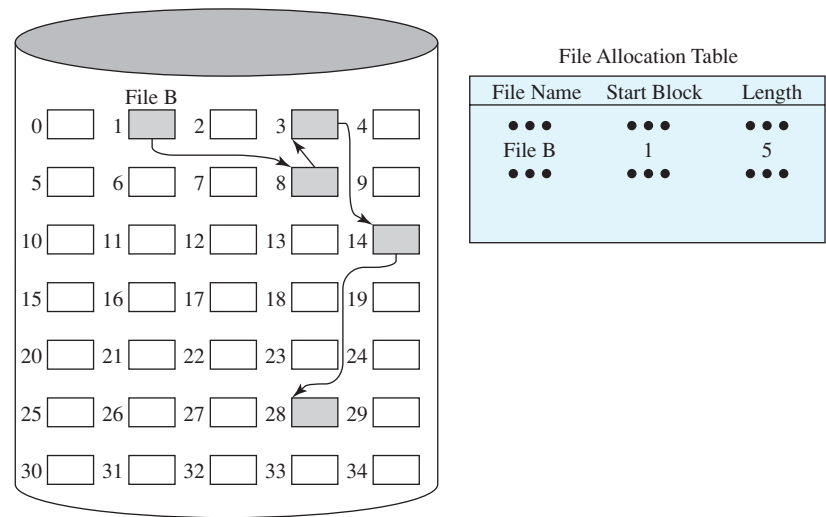 File B
0 1 2 3 4
5 6 7 8 9
10 11 12 13 14
15 16 17 18 19
20 21 22 23 24
25 26 27 28 29
30 31 32 33 34
File Allocation Table
File Name Start Block Length
••• ••• •••
File B 1 5
••• ••• •••